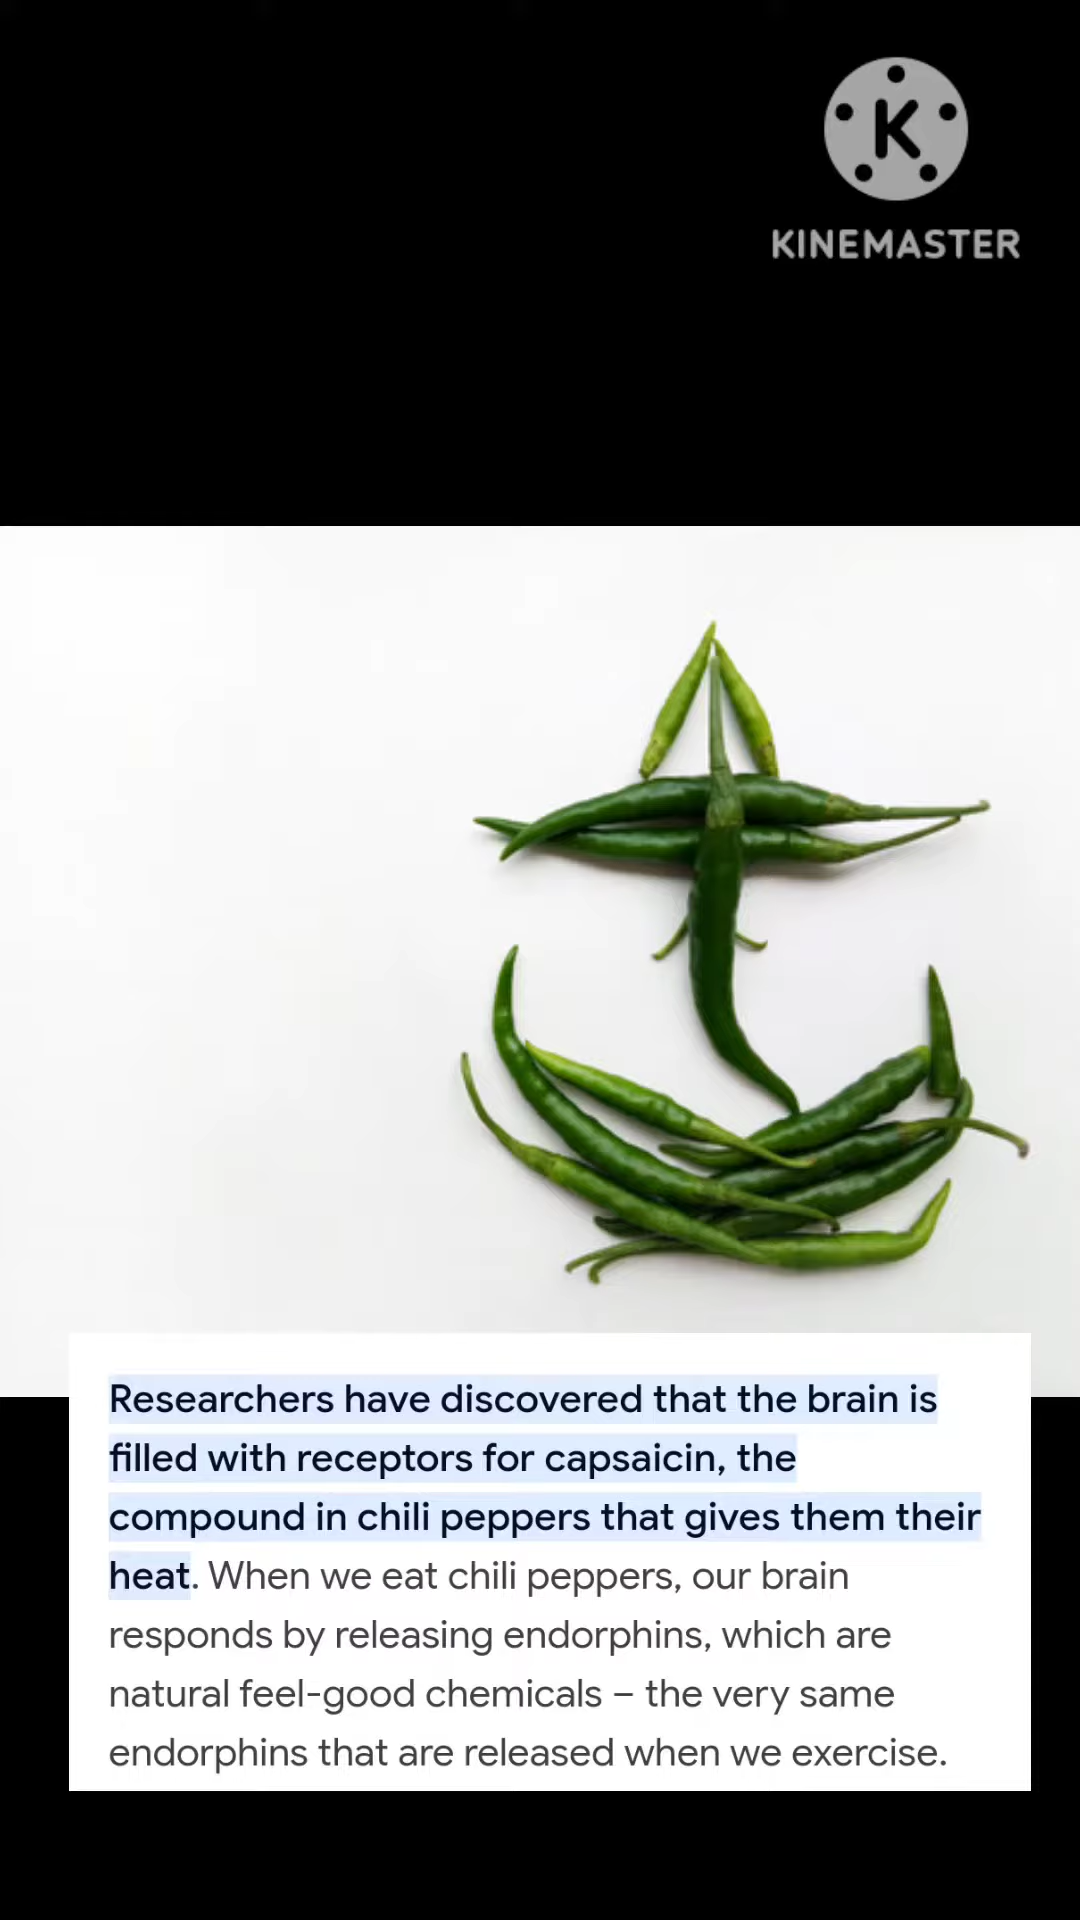 K
KINEMASTER
Researchers have discovered that the brain is
filled with receptors for capsaicin, the
compound in chili peppers that gives them their
heat. When we eat chili peppers, our brain
responds by releasing endorphins, which are
natural feel-good chemicals – the very same
endorphins that are released when we exercise.